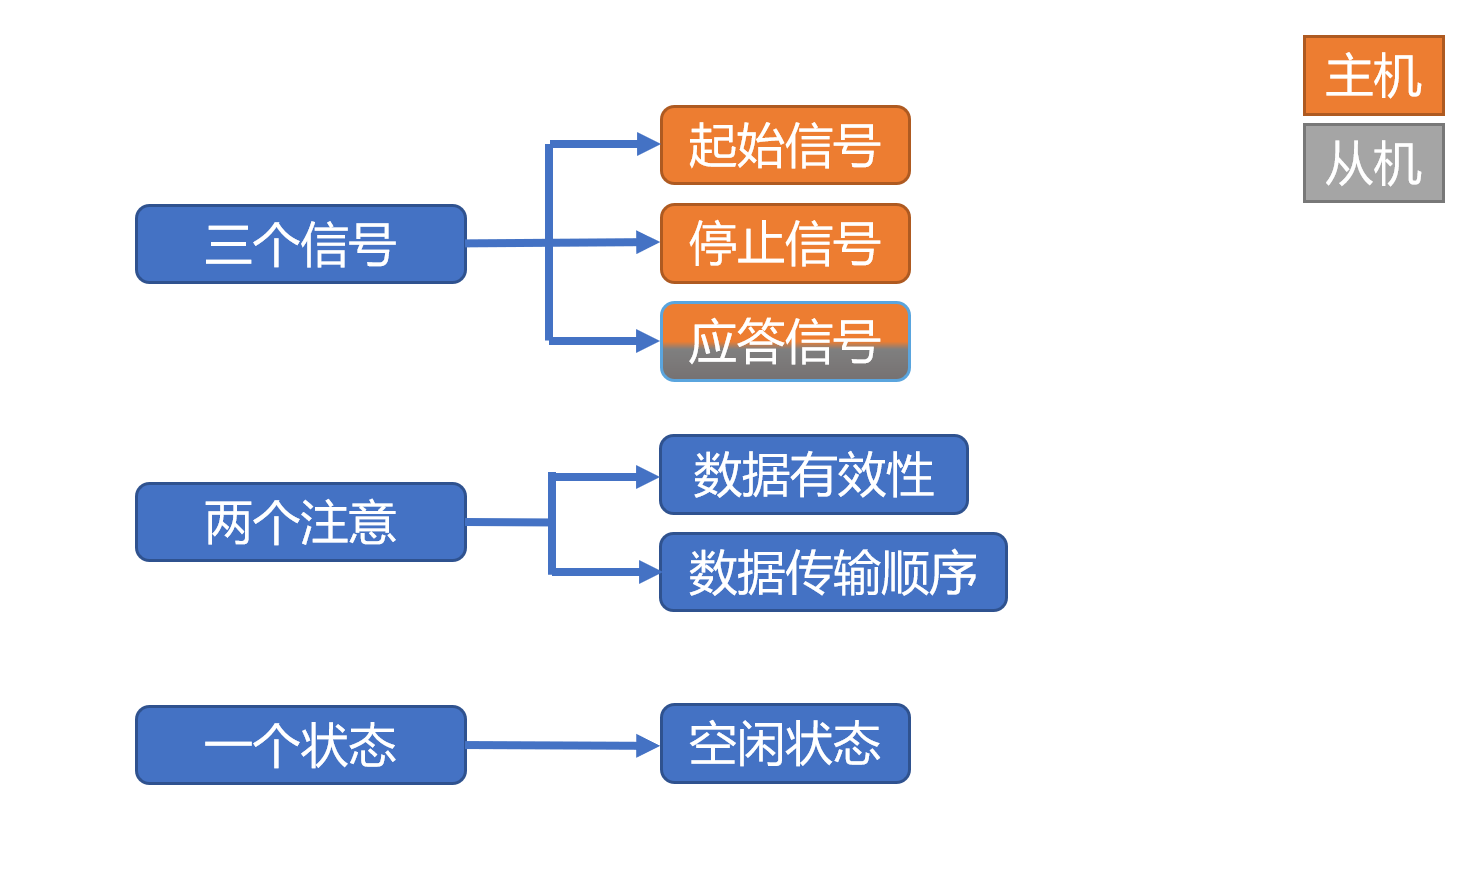 主机
从机
三个信号
起始信号
停止信号
应答信号
两个注意
数据有效性
数据传输顺序
一个状态
空闲状态